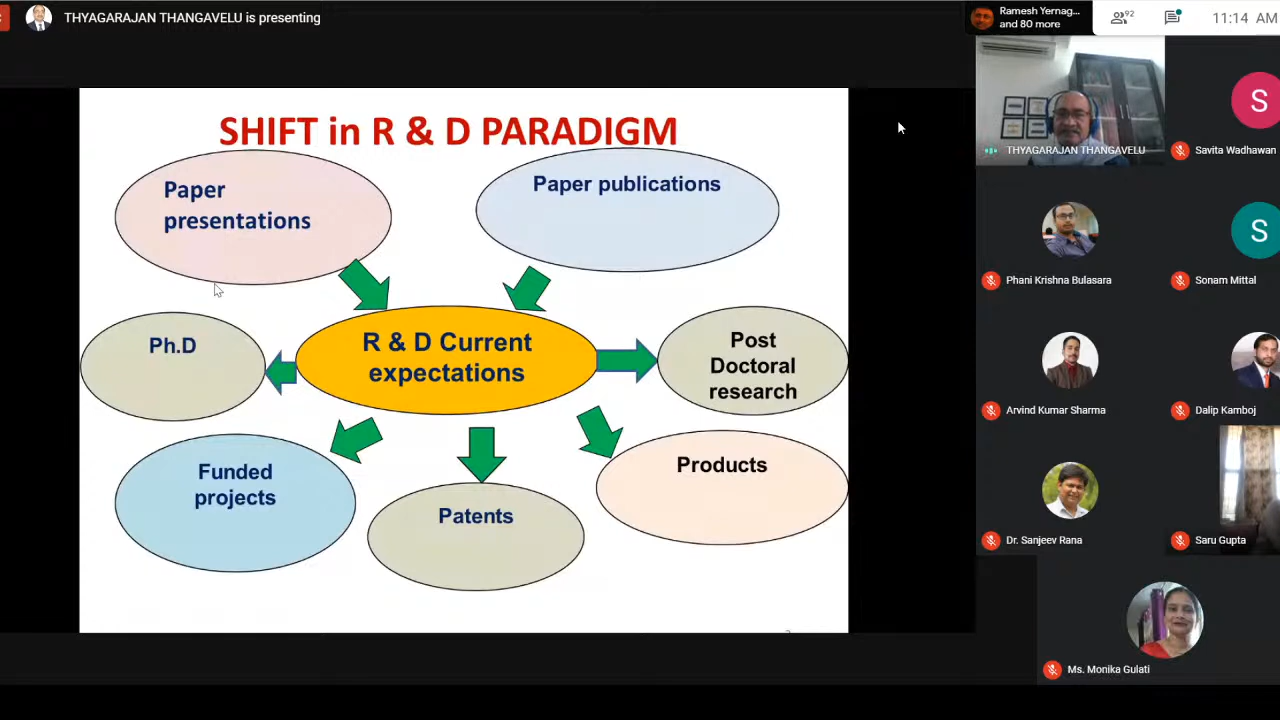 THYAGARAJAN THANGAVELU is presenting
Ramesh Yernag...
and 80 more
92
11:14 AM
SHIFT in R & D PARADIGM
Paper
presentations
Paper publications
Ph.D
R & D Current
expectations
Post
Doctoral
research
Funded
projects
Patents
Products
THYAGARAJAN THANGAVELU
S
Savita Wadhawan
Phani Krishna Bulasara
S
Sonam Mittal
Arvind Kumar Sharma
Dalip Kamboj
Dr. Sanjeev Rana
Saru Gupta
Ms. Monika Gulati